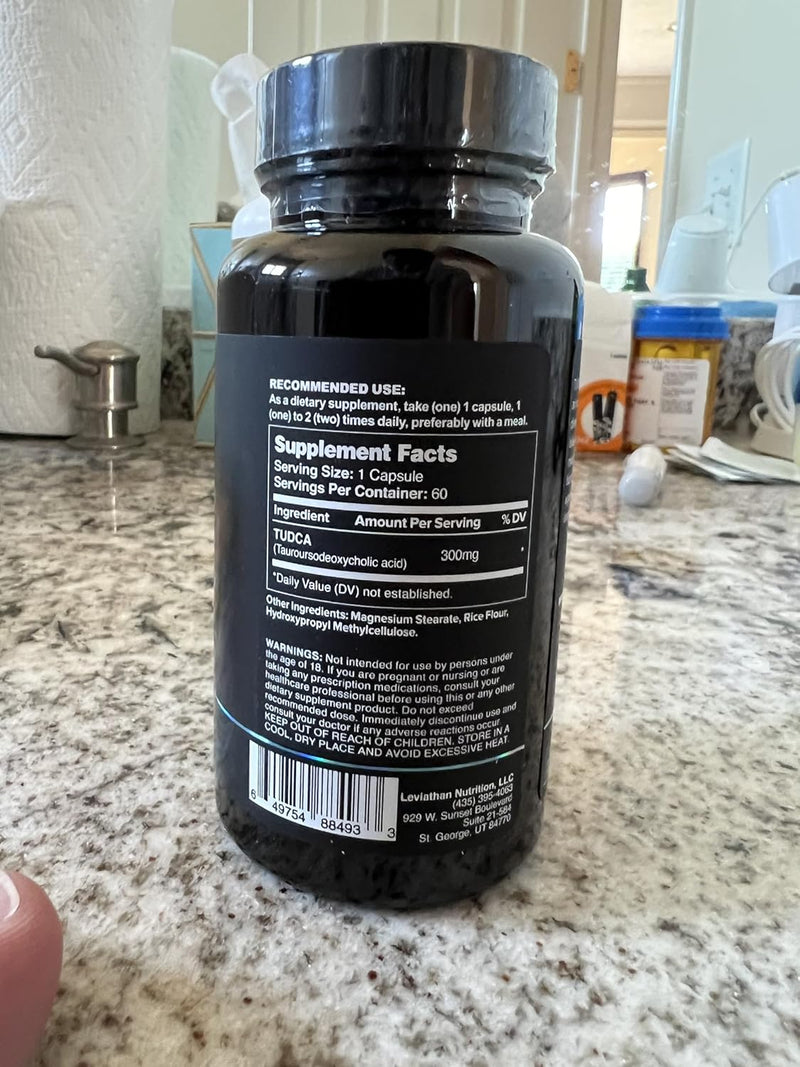 RECOMMENDED USE:
As a dietary supplement, take (one) 1 capsule, 1
(one) to 2 (two) times daily, preferably with a meal.
Supplement Facts
Serving Size: 1 Capsule
Servings Per Container: 60
Ingredient Amount Per Serving % DV
TUDCA
(Tauroursodeoxycholic acid) 300mg *
*Daily Value (DV) not established.
Other Ingredients: Magnesium Stearate, Rice Flour,
Hydroxypropyl Methylcellulose.
WARNINGS: Not intended for use by persons under
the age of 18. If you are pregnant or nursing or are
taking any prescription medications, consult your
healthcare professional before using this or any other
dietary supplement product. Do not exceed
recommended dose. Immediately discontinue use and
consult your doctor if any adverse reactions occur.
KEEP OUT OF REACH OF CHILDREN. STORE IN A
COOL, DRY PLACE AND AVOID EXCESSIVE HEAT.
6 49754 88493 3
Leviathan Nutrition, LLC
(435) 395-4063
929 W. Sunset Boulevard
Suite 21-584
St. George, UT 84770